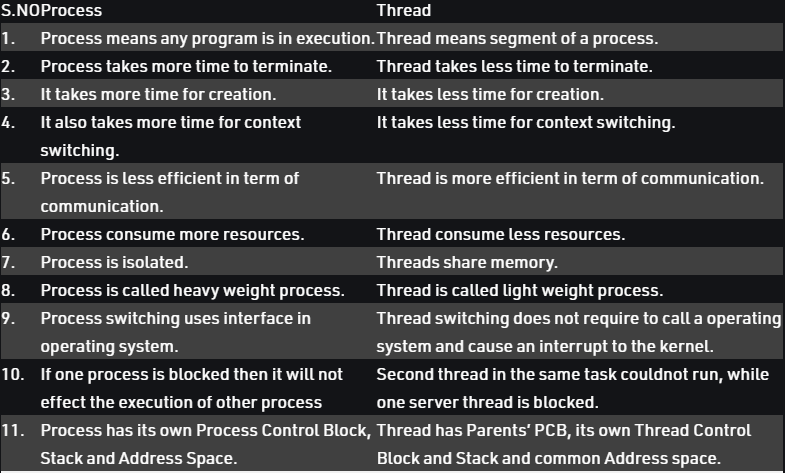 S.NO Process Thread
1. Process means any program is in execution. Thread means segment of a process.
2. Process takes more time to terminate. Thread takes less time to terminate.
3. It takes more time for creation. It takes less time for creation.
4. It also takes more time for context It takes less time for context switching.
switching.
5. Process is less efficient in term of Thread is more efficient in term of communication.
communication.
6. Process consume more resources. Thread consume less resources.
7. Process is isolated. Threads share memory.
8. Process is called heavy weight process. Thread is called light weight process.
9. Process switching uses interface in Thread switching does not require to call a operating
operating system. system and cause an interrupt to the kernel.
10. If one process is blocked then it will not Second thread in the same task couldnot run, while
effect the execution of other process one server thread is blocked.
11. Process has its own Process Control Block, Thread has Parents’ PCB, its own Thread Control
Stack and Address Space. Block and Stack and common Address space.